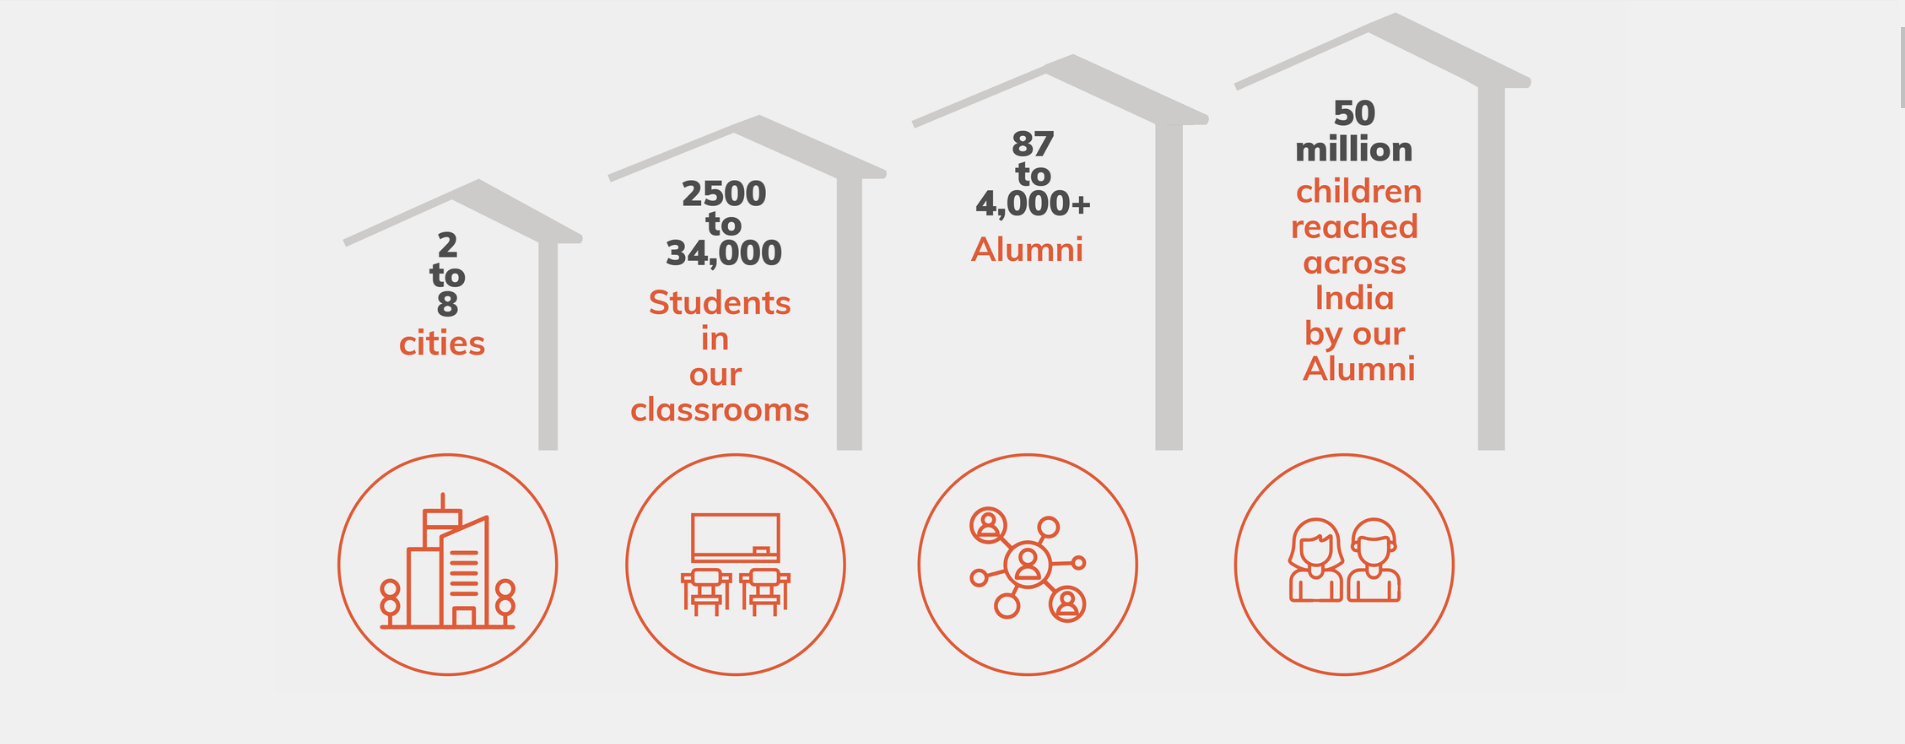 2
to
8
cities
2500
to
34,000
Students
in
our
classrooms
87
to
4,000+
Alumni
50
million
children
reached
across
India
by our
Alumni